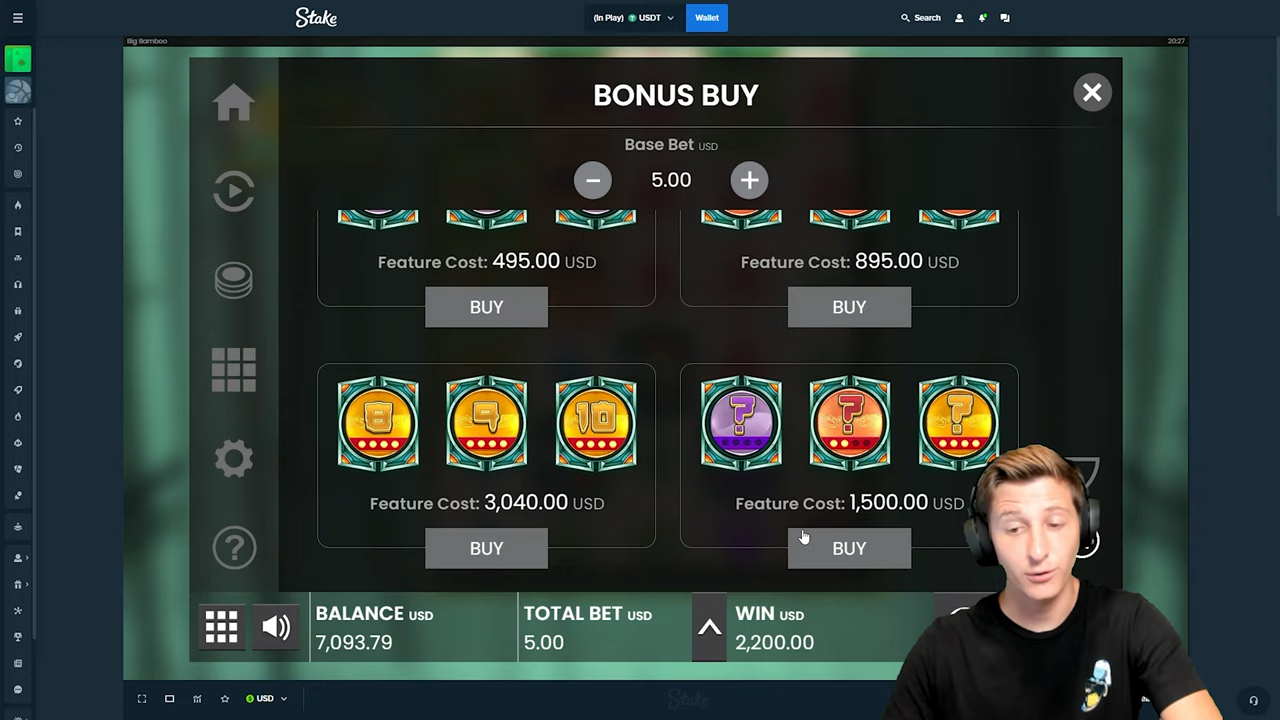 Stake
(In Play) USDT
Wallet
Search
Big Bamboo
20:27
BONUS BUY
Base Bet USD
5.00
Feature Cost: 495.00 USD
Feature Cost: 895.00 USD
BUY
BUY
8
9
10
?
?
?
Feature Cost: 3,040.00 USD
Feature Cost: 1,500.00 USD
BUY
BUY
BALANCE USD
TOTAL BET USD
WIN USD
7,093.79
5.00
2,200.00
USD
Stake